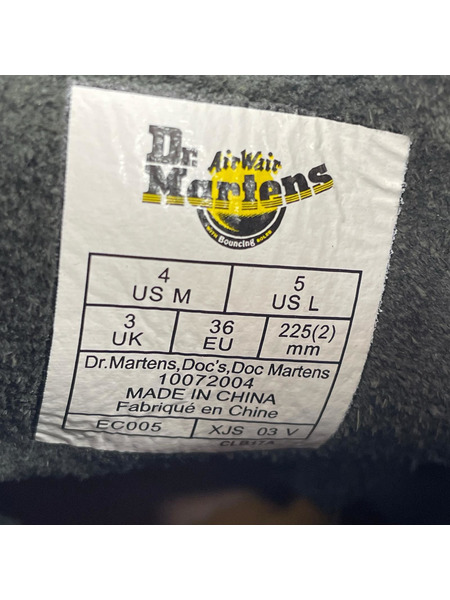 Dr. AirWair
Martens
WITH Bouncing SOLES
4 5
US M US L
3 36 225(2)
UK EU mm
Dr.Martens,Doc's,Doc Martens
10072004
MADE IN CHINA
Fabriqué en Chine
EC005 XJS 03 V